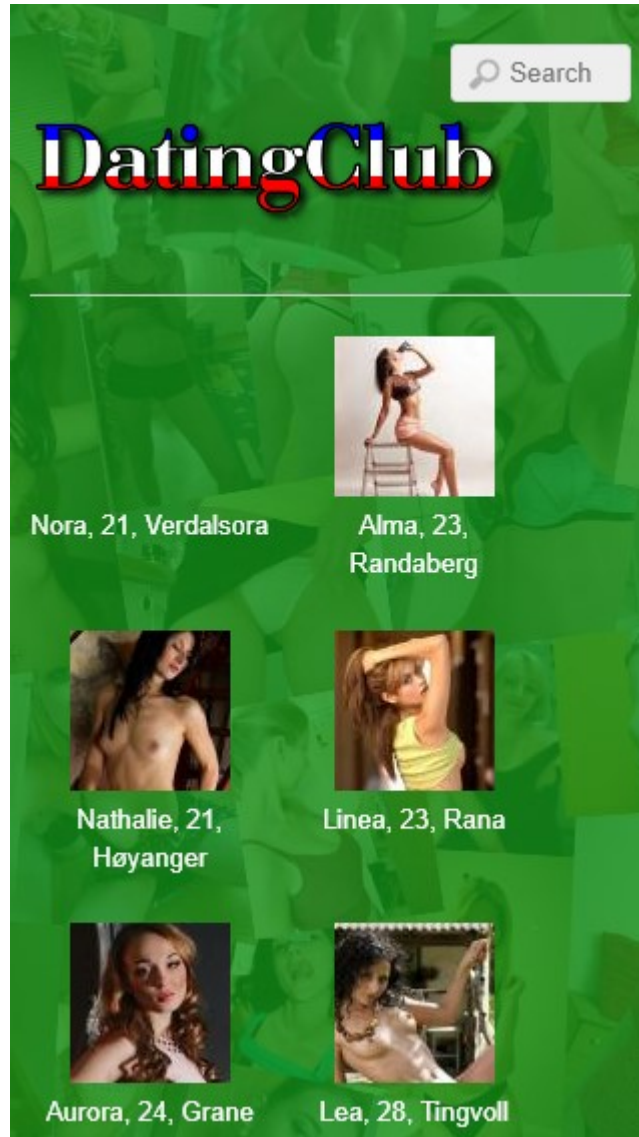 Search
DatingClub
Nora, 21, Verdalsora
Alma, 23,
Randaberg
Nathalie, 21,
Høyanger
Linea, 23, Rana
Aurora, 24, Grane
Lea, 28, Tingvoll